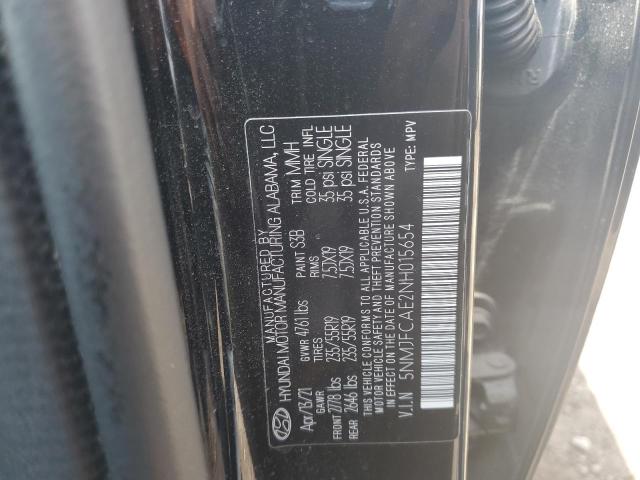 MANUFACTURED BY
HYUNDAI MOTOR MANUFACTURING ALABAMA, LLC
Apr/13/21 GVWR 4761 lbs PAINT S3B TRIM MMH
GAWR TIRES RIMS COLD TIRE INFL
FRONT 2778 lbs 235/55R19 7.5JX19 35 psi SINGLE
REAR 2646 lbs 235/55R19 7.5JX19 35 psi SINGLE
THIS VEHICLE CONFORMS TO ALL APPLICABLE U.S.A. FEDERAL
MOTOR VEHICLE SAFETY AND THEFT PREVENTION STANDARDS
IN EFFECT ON THE DATE OF MANUFACTURE SHOWN ABOVE
V.I.N 5NMJFCAE2NH015654 TYPE: MPV